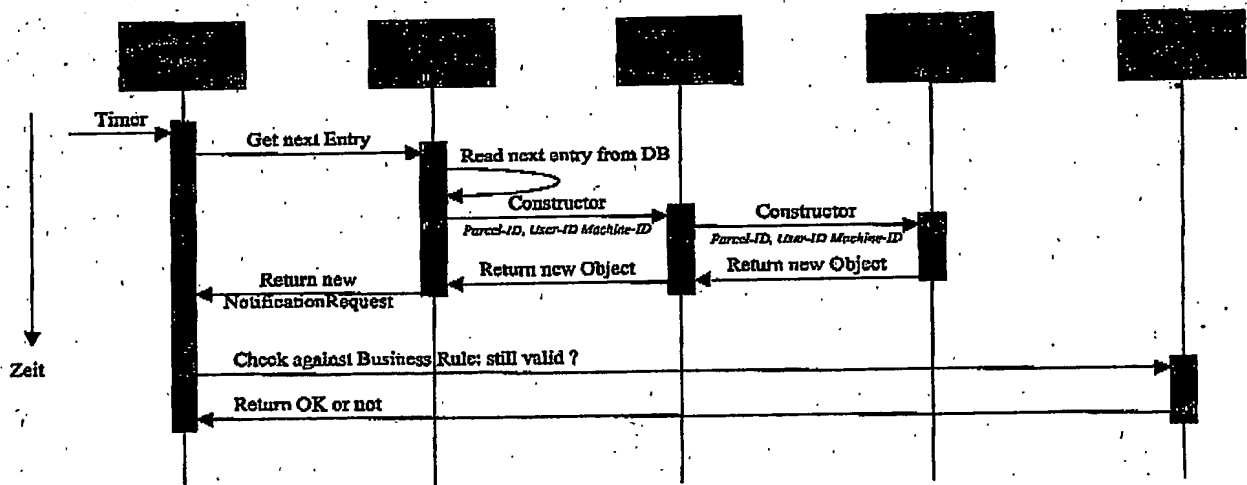 Timer
Get next Entry
Read next entry from DB
Constructor
Parcel-ID, User-ID Machine-ID
Constructor
Parcel-ID, User-ID Machine-ID
Return new Object
Return new Object
Return new
NotificationRequest
Check against Business Rule: still valid ?
Zeit
Return OK or not